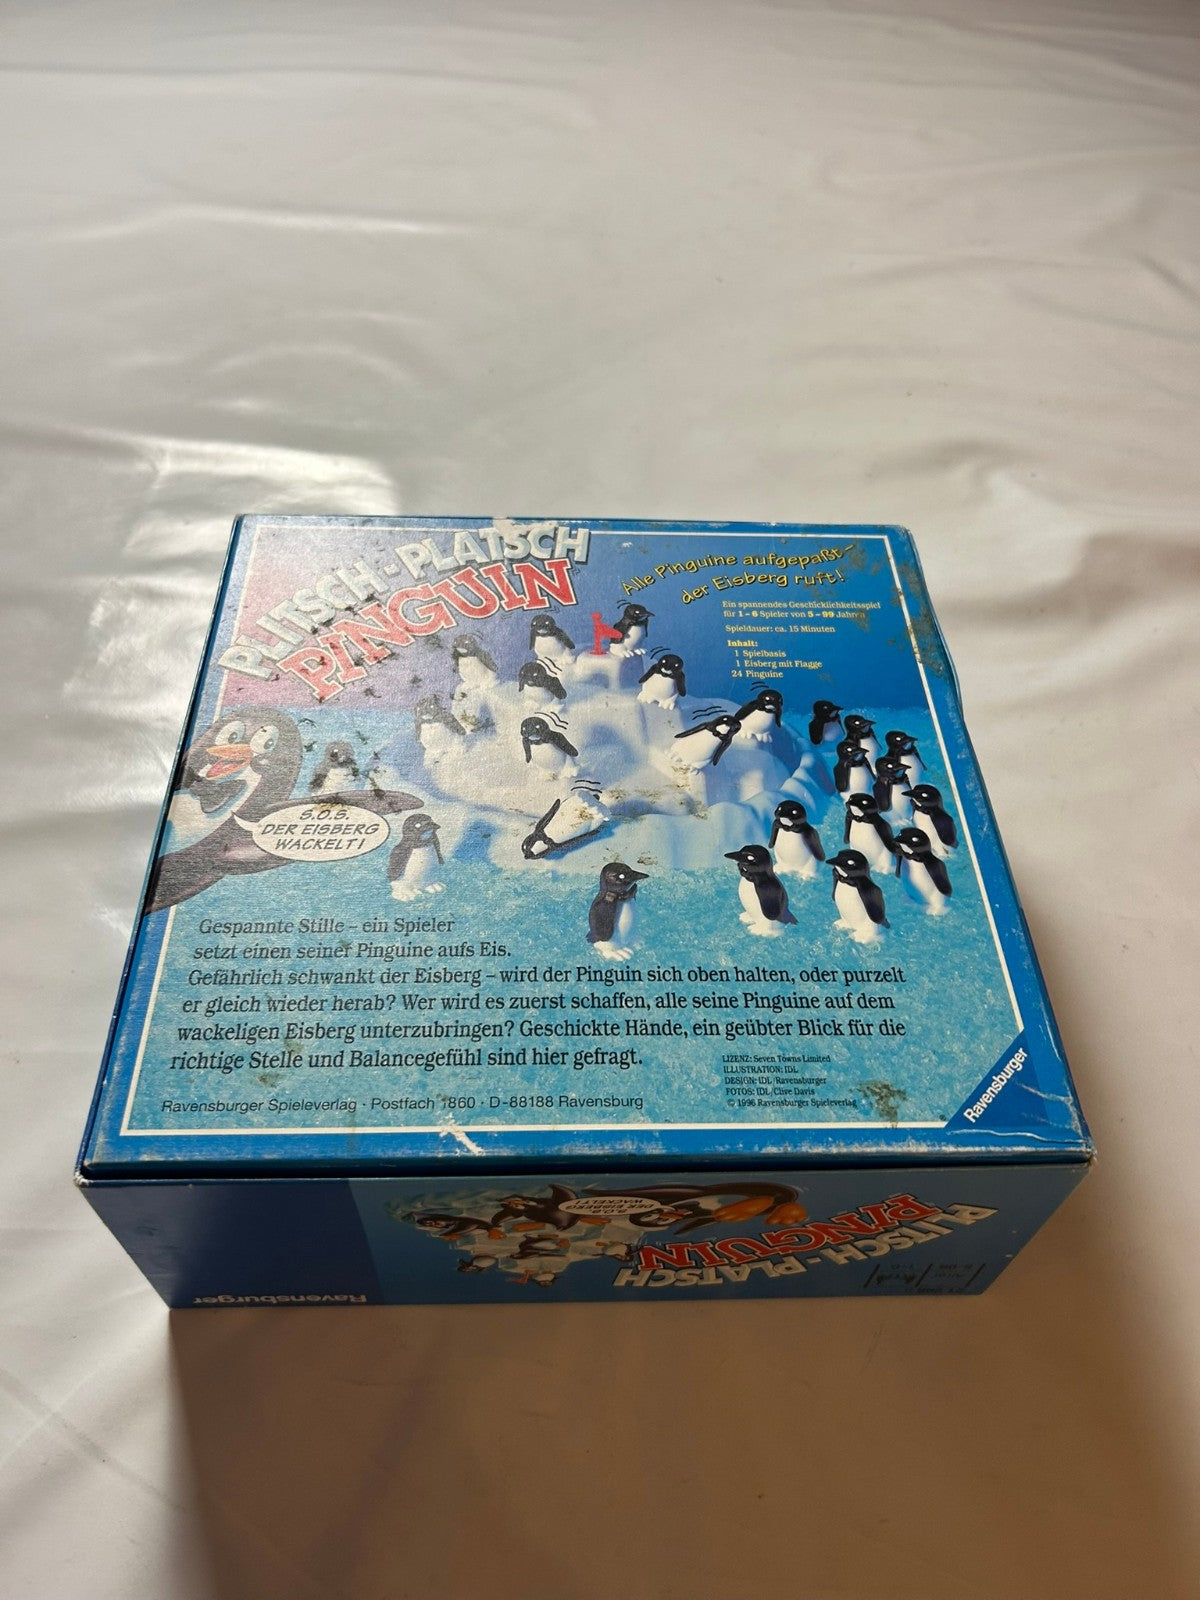 PLITSCH-PLATSCH
PINGUIN
Alle Pinguine aufgepaßt –
der Eisberg ruft!
Ein spannendes Geschicklichkeitsspiel
für 1 – 6 Spieler von 5 – 99 Jahren
Spieldauer: ca. 15 Minuten
Inhalt:
1 Spielbasis
1 Eisberg mit Flagge
24 Pinguine
S.O.S.
DER EISBERG
WACKELT!
Gespannte Stille – ein Spieler
setzt einen seiner Pinguine aufs Eis.
Gefährlich schwankt der Eisberg – wird der Pinguin sich oben halten, oder purzelt
er gleich wieder herab? Wer wird es zuerst schaffen, alle seine Pinguine auf dem
wackeligen Eisberg unterzubringen? Geschickte Hände, ein geübter Blick für die
richtige Stelle und Balancegefühl sind hier gefragt.
LIZENZ: Seven Towns Limited
ILLUSTRATION: IDL
DESIGN: IDL/Ravensburger
FOTOS: IDL/Clive Davis
© 1996 Ravensburger Spieleverlag
Ravensburger Spieleverlag · Postfach 1860 · D-88188 Ravensburg
Ravensburger
S.O.S.
DER EISBERG
WACKELT!
PLITSCH-PLATSCH
PINGUIN
Ravensburger